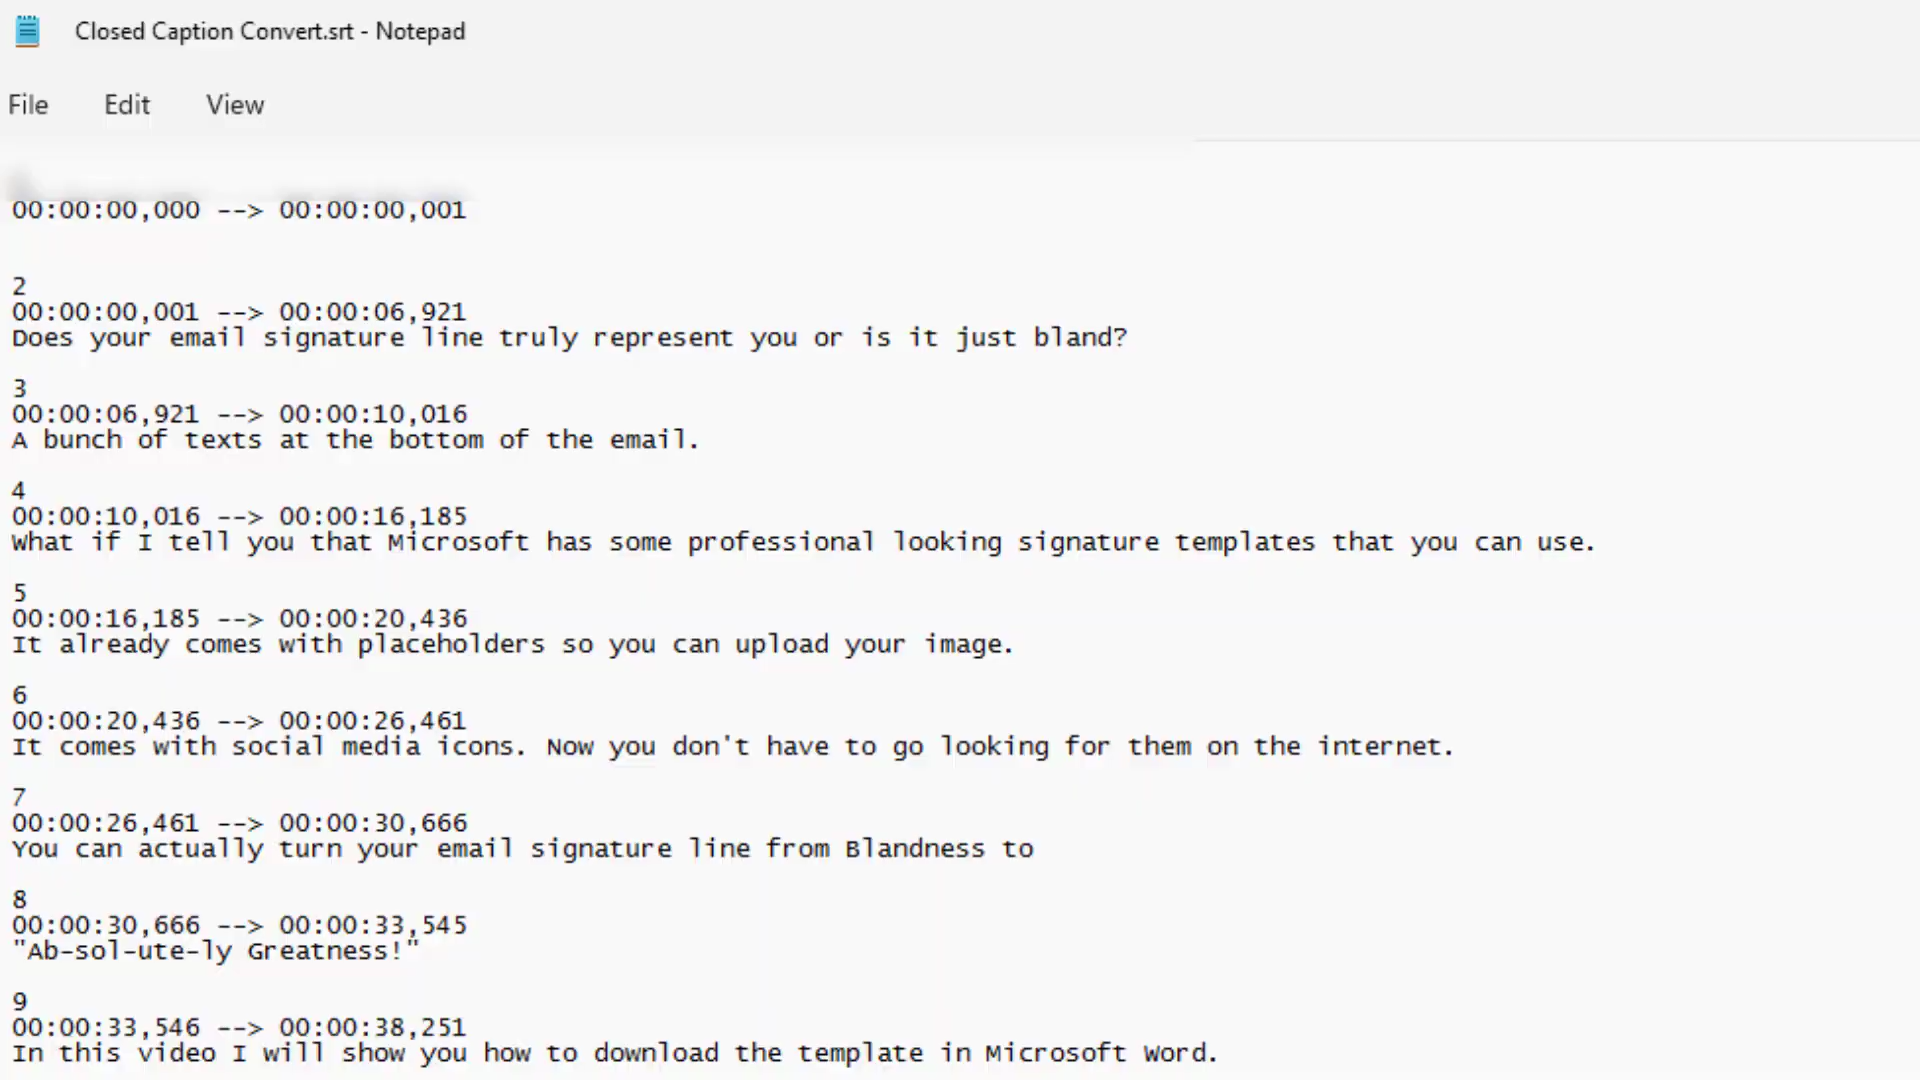 Closed Caption Convert.srt - Notepad
File Edit View
00:00:00,000 --> 00:00:00,001
2
00:00:00,001 --> 00:00:06,921
Does your email signature line truly represent you or is it just bland?
3
00:00:06,921 --> 00:00:10,016
A bunch of texts at the bottom of the email.
4
00:00:10,016 --> 00:00:16,185
What if I tell you that Microsoft has some professional looking signature templates that you can use.
5
00:00:16,185 --> 00:00:20,436
It already comes with placeholders so you can upload your image.
6
00:00:20,436 --> 00:00:26,461
It comes with social media icons. Now you don't have to go looking for them on the internet.
7
00:00:26,461 --> 00:00:30,666
You can actually turn your email signature line from Blandness to
8
00:00:30,666 --> 00:00:33,545
"Ab-sol-ute-ly Greatness!"
9
00:00:33,546 --> 00:00:38,251
In this video I will show you how to download the template in Microsoft Word.